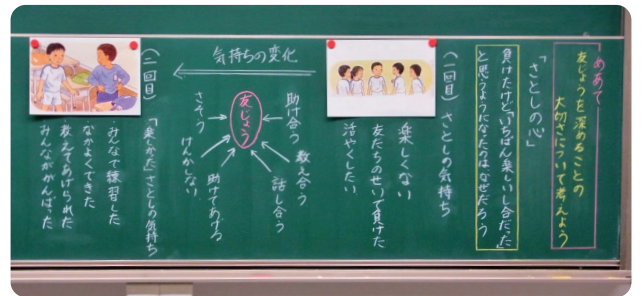 めあて
友じょうを深めることの
大切さについて考えよう
「さとしの心」
負けたけど「いちばん楽しいし合だった」
と思うようになったのはなぜだろう
(一回目) さとしの気持ち
楽しくない
友だちのせいで負けた
活やくしたい
気持ちの変化
友じょう
助け合う
教え合う
話し合う
助けてあげる
けんかしない
さそう
(二回目) 「楽しかった」さとしの気持ち
・みんなで練習した
・なかよくできた
・教えてあげられた
・みんながんばった